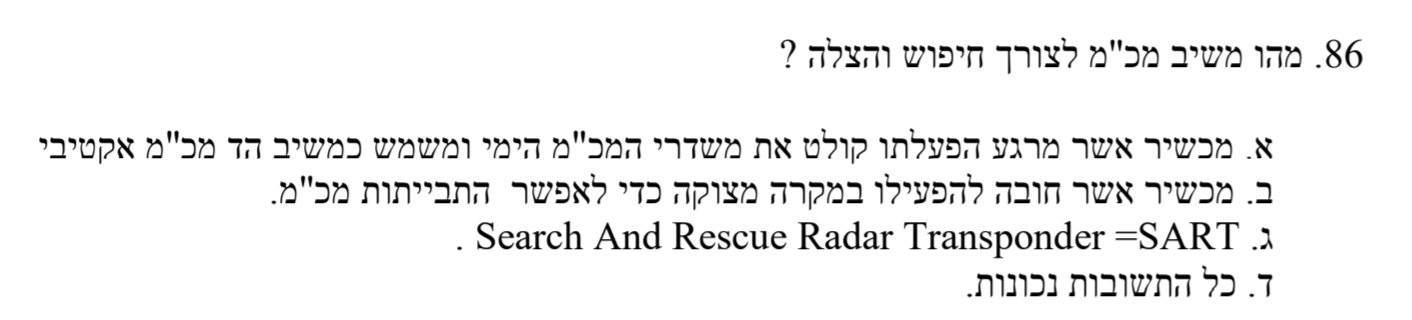 86. מהו משיב מכ"מ לצורך חיפוש והצלה ?
א. מכשיר אשר מרגע הפעלתו קולט את משדרי המכ"מ הימי ומשמש כמשיב הד מכ"מ אקטיבי
ב. מכשיר אשר חובה להפעילו במקרה מצוקה כדי לאפשר התבייתות מכ"מ.
ג. Search And Rescue Radar Transponder =SART .
ד. כל התשובות נכונות.